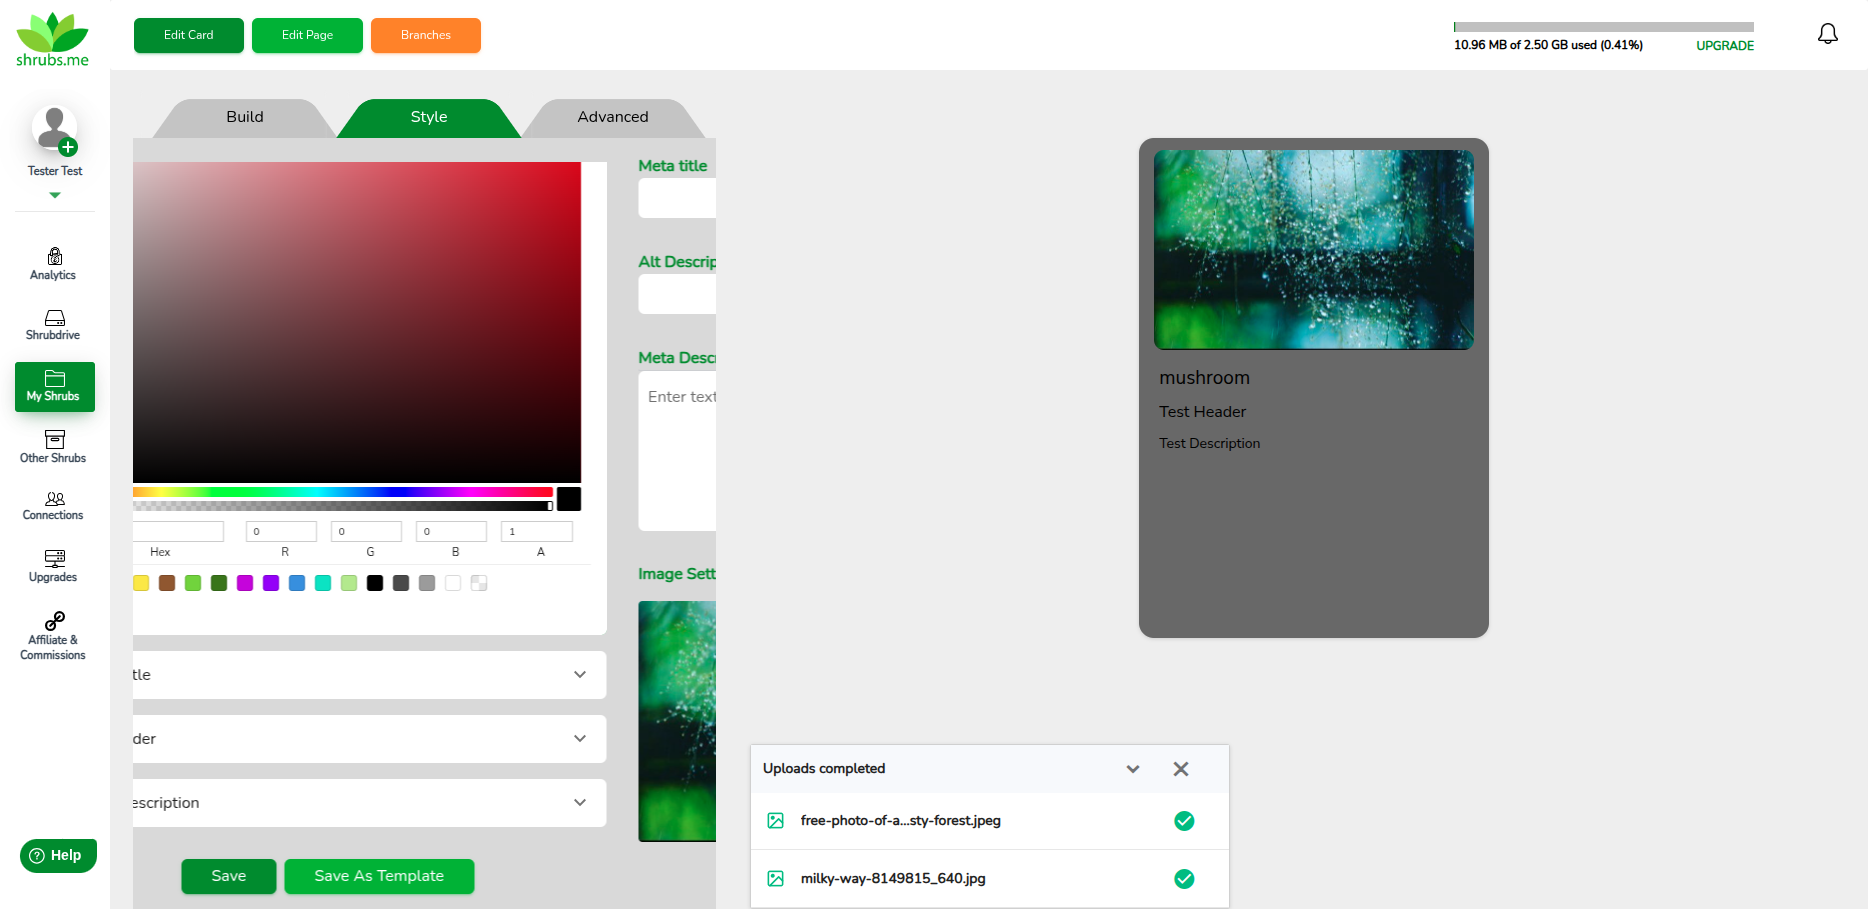 shrubs.me
Edit Card
Edit Page
Branches
10.96 MB of 2.50 GB used (0.41%)
UPGRADE
Tester Test
Analytics
Shrubdrive
My Shrubs
Other Shrubs
Connections
Upgrades
Affiliate &
Commissions
? Help
Build
Style
Advanced
Meta title
Alt Descrip
Meta Descr
Enter text
0
0
0
1
Hex
R
G
B
A
Image Sett
tle
der
escription
Save
Save As Template
mushroom
Test Header
Test Description
Uploads completed
free-photo-of-a...sty-forest.jpeg
milky-way-8149815_640.jpg